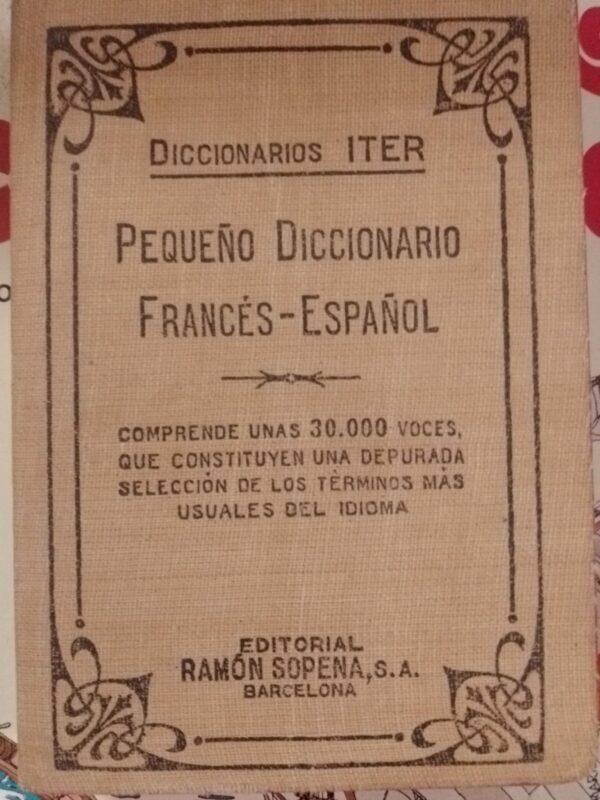 DICCIONARIOS ITER
PEQUEÑO DICCIONARIO
FRANCÉS-ESPAÑOL
COMPRENDE UNAS 30.000 VOCES,
QUE CONSTITUYEN UNA DEPURADA
SELECCIÓN DE LOS TÉRMINOS MÁS
USUALES DEL IDIOMA
EDITORIAL
RAMÓN SOPENA, S.A.
BARCELONA